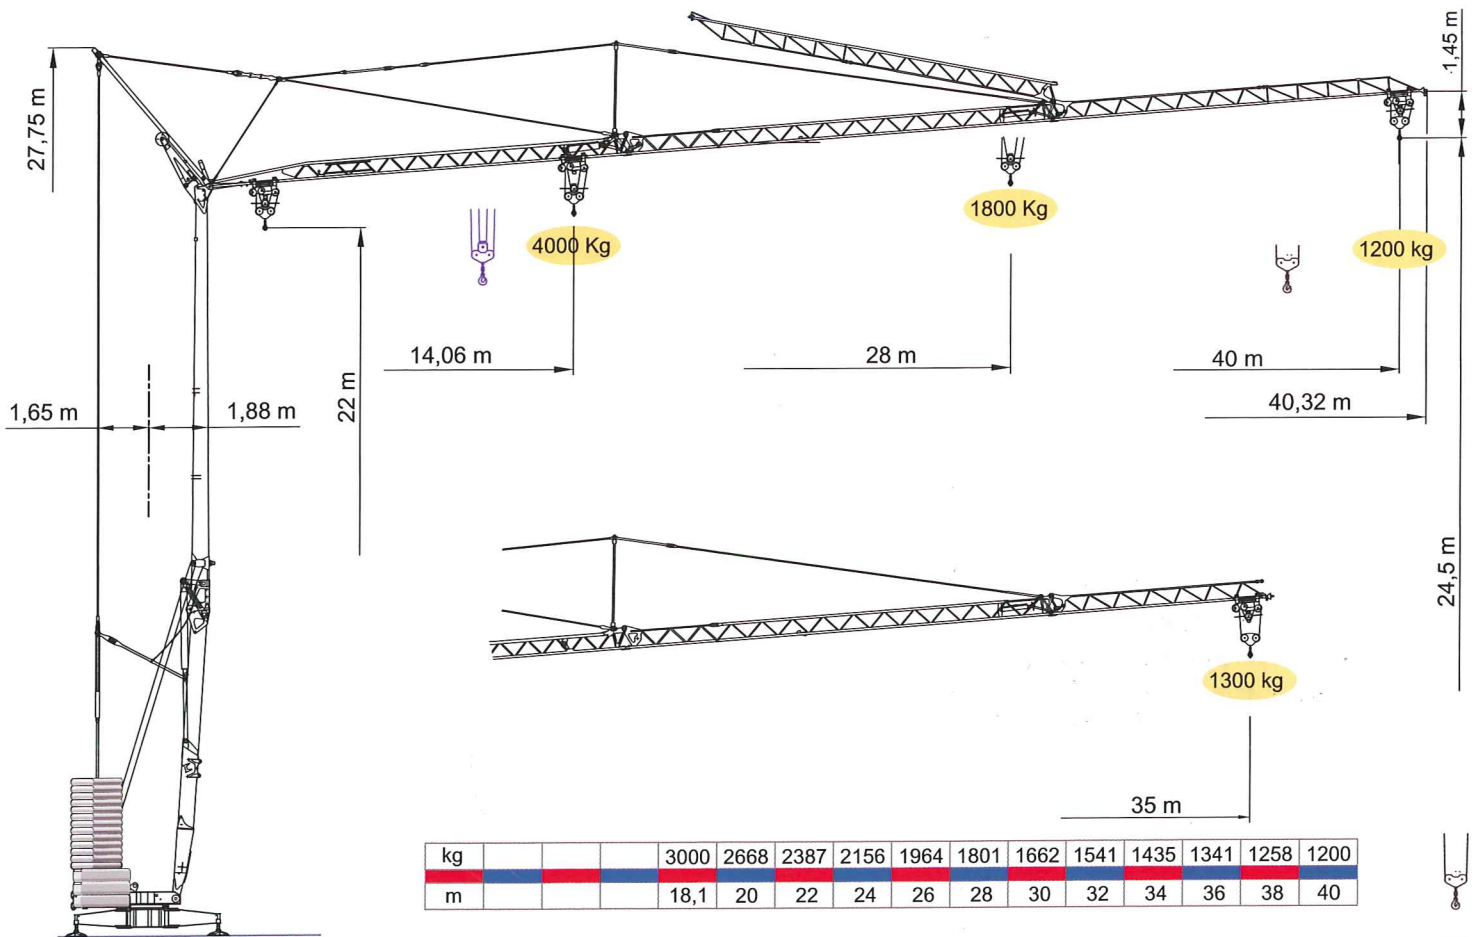 1,45 m
27,75 m
1800 Kg
4000 Kg
1200 kg
14,06 m
28 m
40 m
22 m
1,65 m
1,88 m
40,32 m
24,5 m
1300 kg
35 m
kg 3000 2668 2387 2156 1964 1801 1662 1541 1435 1341 1258 1200
m 18,1 20 22 24 26 28 30 32 34 36 38 40